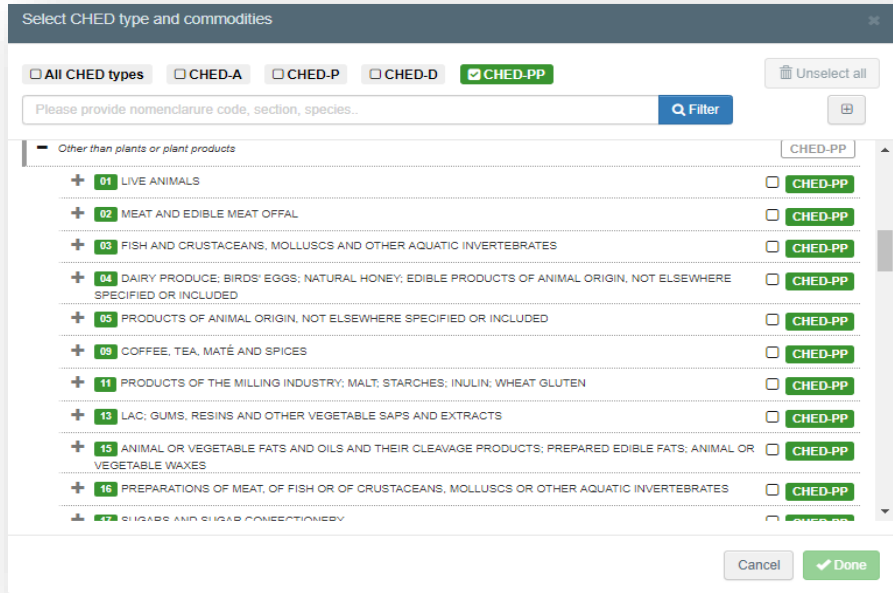 Select CHED type and commodities
All CHED types CHED-A CHED-P CHED-D CHED-PP Unselect all
Please provide nomenclarure code, section, species.. Filter
Other than plants or plant products CHED-PP
01 LIVE ANIMALS CHED-PP
02 MEAT AND EDIBLE MEAT OFFAL CHED-PP
03 FISH AND CRUSTACEANS, MOLLUSCS AND OTHER AQUATIC INVERTEBRATES CHED-PP
04 DAIRY PRODUCE; BIRDS' EGGS; NATURAL HONEY; EDIBLE PRODUCTS OF ANIMAL ORIGIN, NOT ELSEWHERE
SPECIFIED OR INCLUDED CHED-PP
05 PRODUCTS OF ANIMAL ORIGIN, NOT ELSEWHERE SPECIFIED OR INCLUDED CHED-PP
09 COFFEE, TEA, MATÉ AND SPICES CHED-PP
11 PRODUCTS OF THE MILLING INDUSTRY; MALT; STARCHES; INULIN; WHEAT GLUTEN CHED-PP
13 LAC; GUMS, RESINS AND OTHER VEGETABLE SAPS AND EXTRACTS CHED-PP
15 ANIMAL OR VEGETABLE FATS AND OILS AND THEIR CLEAVAGE PRODUCTS; PREPARED EDIBLE FATS; ANIMAL OR
VEGETABLE WAXES CHED-PP
16 PREPARATIONS OF MEAT, OF FISH OR OF CRUSTACEANS, MOLLUSCS OR OTHER AQUATIC INVERTEBRATES CHED-PP
17 SUGARS AND SUGAR CONFECTIONERY CHED-PP
Cancel Done